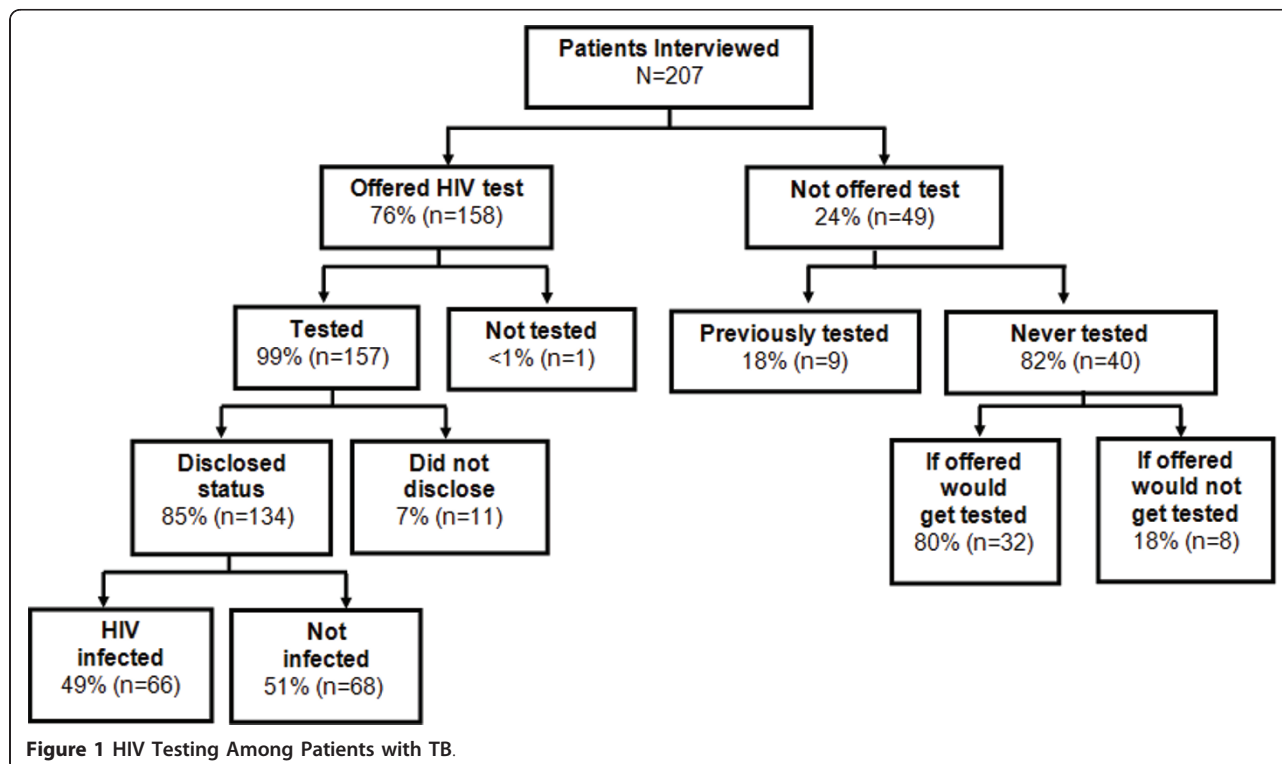 Patients Interviewed
N=207
Offered HIV test
76% (n=158)
Not offered test
24% (n=49)
Tested
99% (n=157)
Not tested
<1% (n=1)
Previously tested
18% (n=9)
Never tested
82% (n=40)
Disclosed
status
85% (n=134)
Did not
disclose
7% (n=11)
If offered
would
get tested
80% (n=32)
If offered
would not
get tested
18% (n=8)
HIV
infected
49% (n=66)
Not
infected
51% (n=68)
Figure 1 HIV Testing Among Patients with TB.